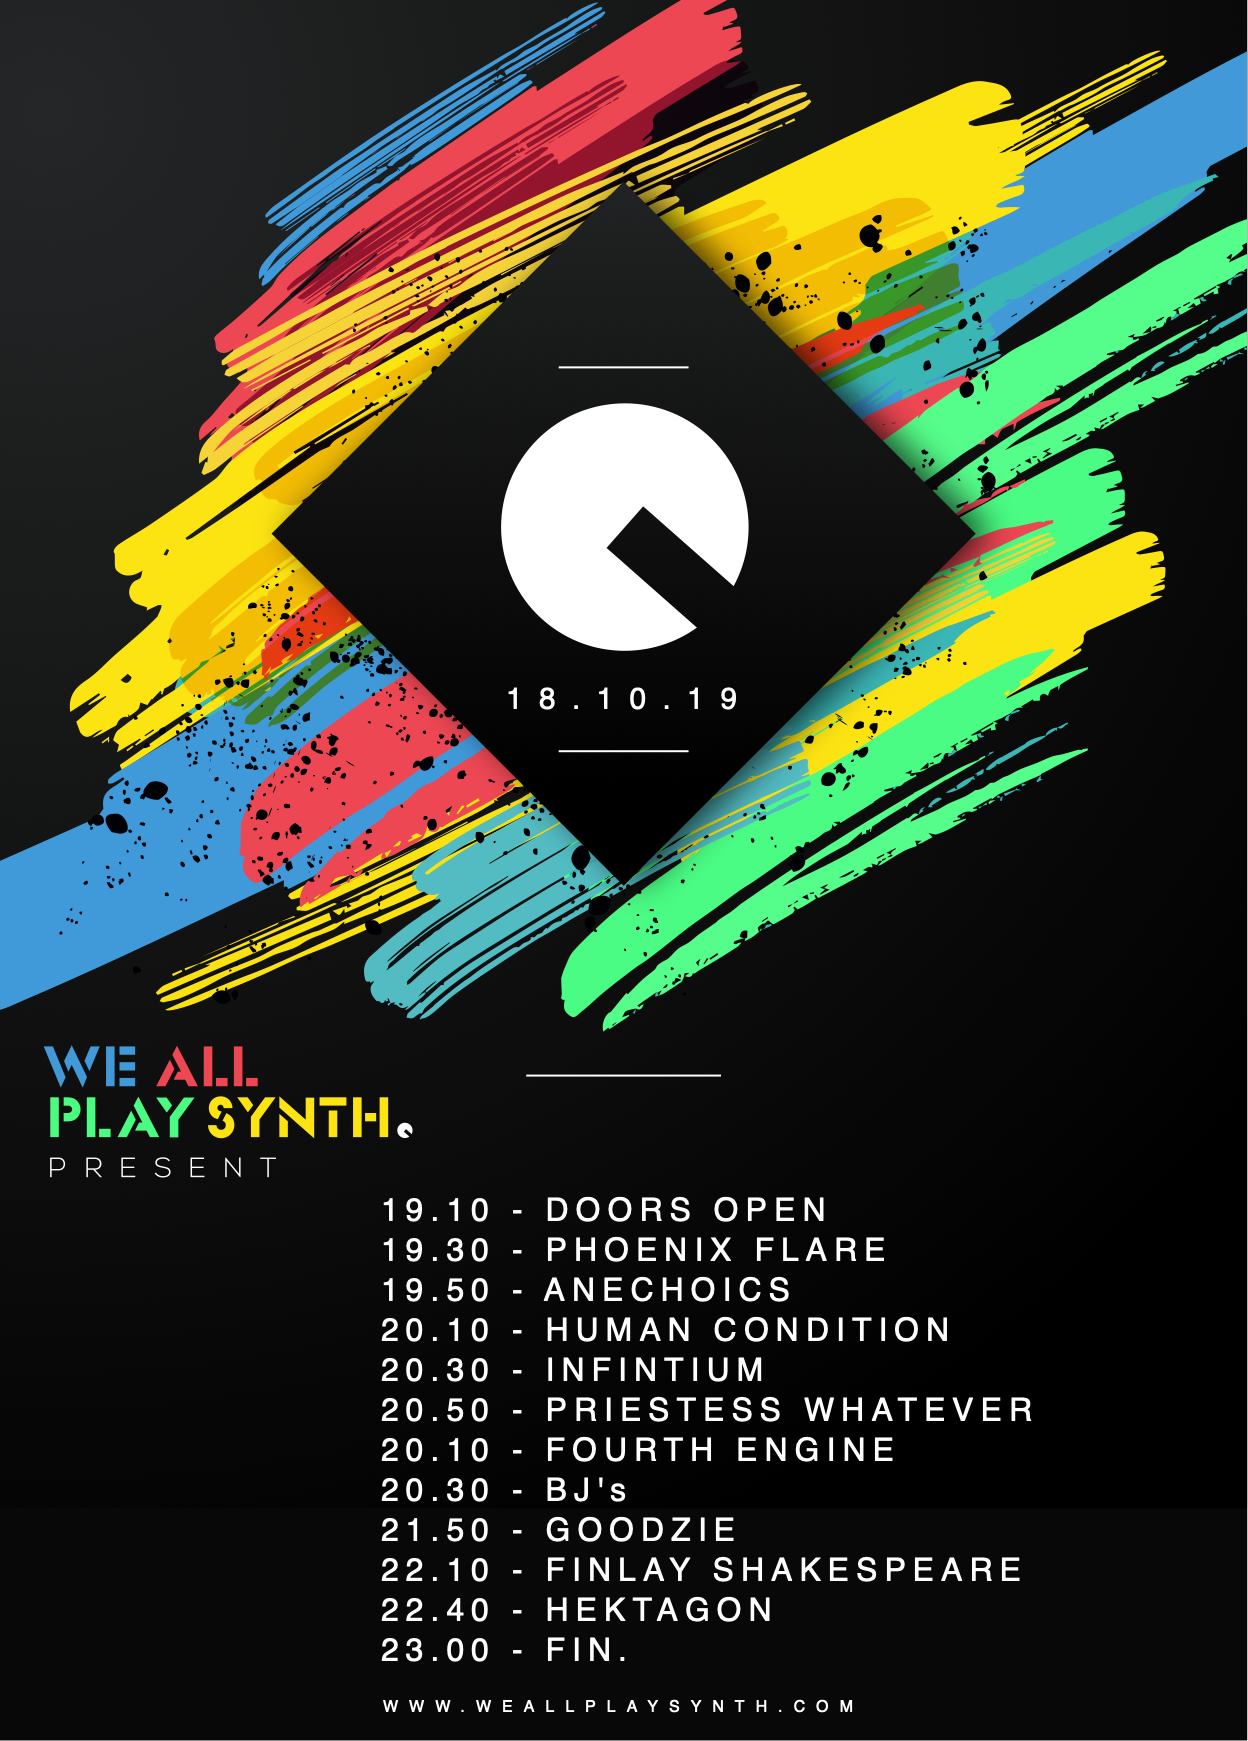 18.10.19
WE ALL
PLAY SYNTH.
PRESENT
19.10 - DOORS OPEN
19.30 - PHOENIX FLARE
19.50 - ANECHOICS
20.10 - HUMAN CONDITION
20.30 - INFINTIUM
20.50 - PRIESTESS WHATEVER
20.10 - FOURTH ENGINE
20.30 - BJ's
21.50 - GOODZIE
22.10 - FINLAY SHAKESPEARE
22.40 - HEKTAGON
23.00 - FIN.
WWW.WEALLPLAYSYNTH.COM